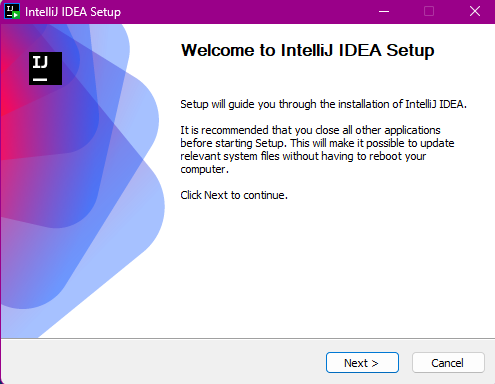 IntelliJ IDEA Setup
IJ
Welcome to IntelliJ IDEA Setup
Setup will guide you through the installation of IntelliJ IDEA.
It is recommended that you close all other applications
before starting Setup. This will make it possible to update
relevant system files without having to reboot your
computer.
Click Next to continue.
Next >
Cancel